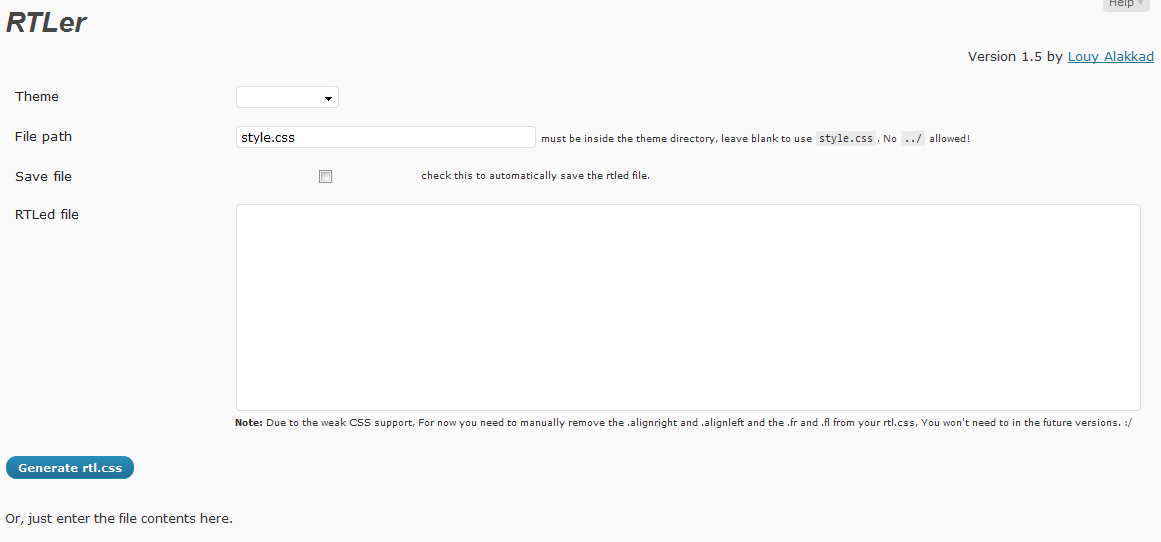 Help
RTLer
Version 1.5 by Louy Alakkad
Theme
File path style.css must be inside the theme directory, leave blank to use style.css. No ../ allowed!
Save file check this to automatically save the rtled file.
RTLed file
Note: Due to the weak CSS support, For now you need to manually remove the .alignright and .alignleft and the .fr and .fl from your rtl.css, You won't need to in the future versions. :/
Generate rtl.css
Or, just enter the file contents here.